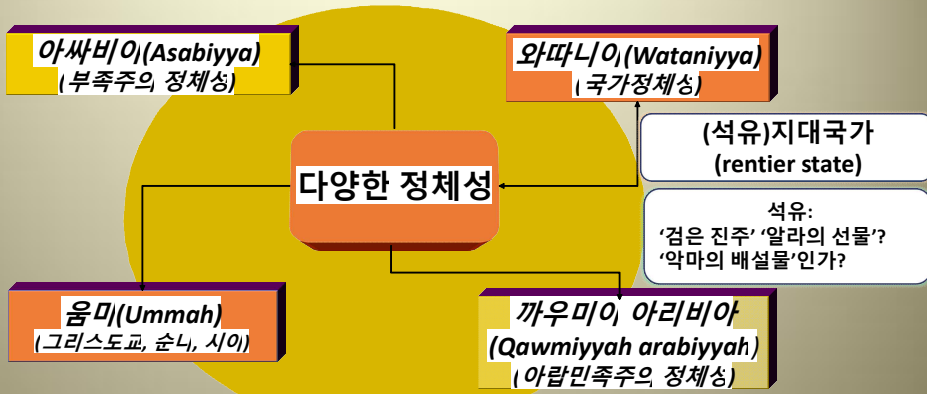 아싸비야(Asabiyya)
(부족주의 정체성)
와따니야(Wataniyya)
(국가정체성)
(석유)지대국가
(rentier state)
다양한 정체성
석유:
‘검은 진주’ ‘알라의 선물’?
‘악마의 배설물’인가?
움마(Ummah)
(그리스도교, 순니, 시아)
까우미야 아리비아
(Qawmiyyah arabiyyah)
(아랍민족주의 정체성)